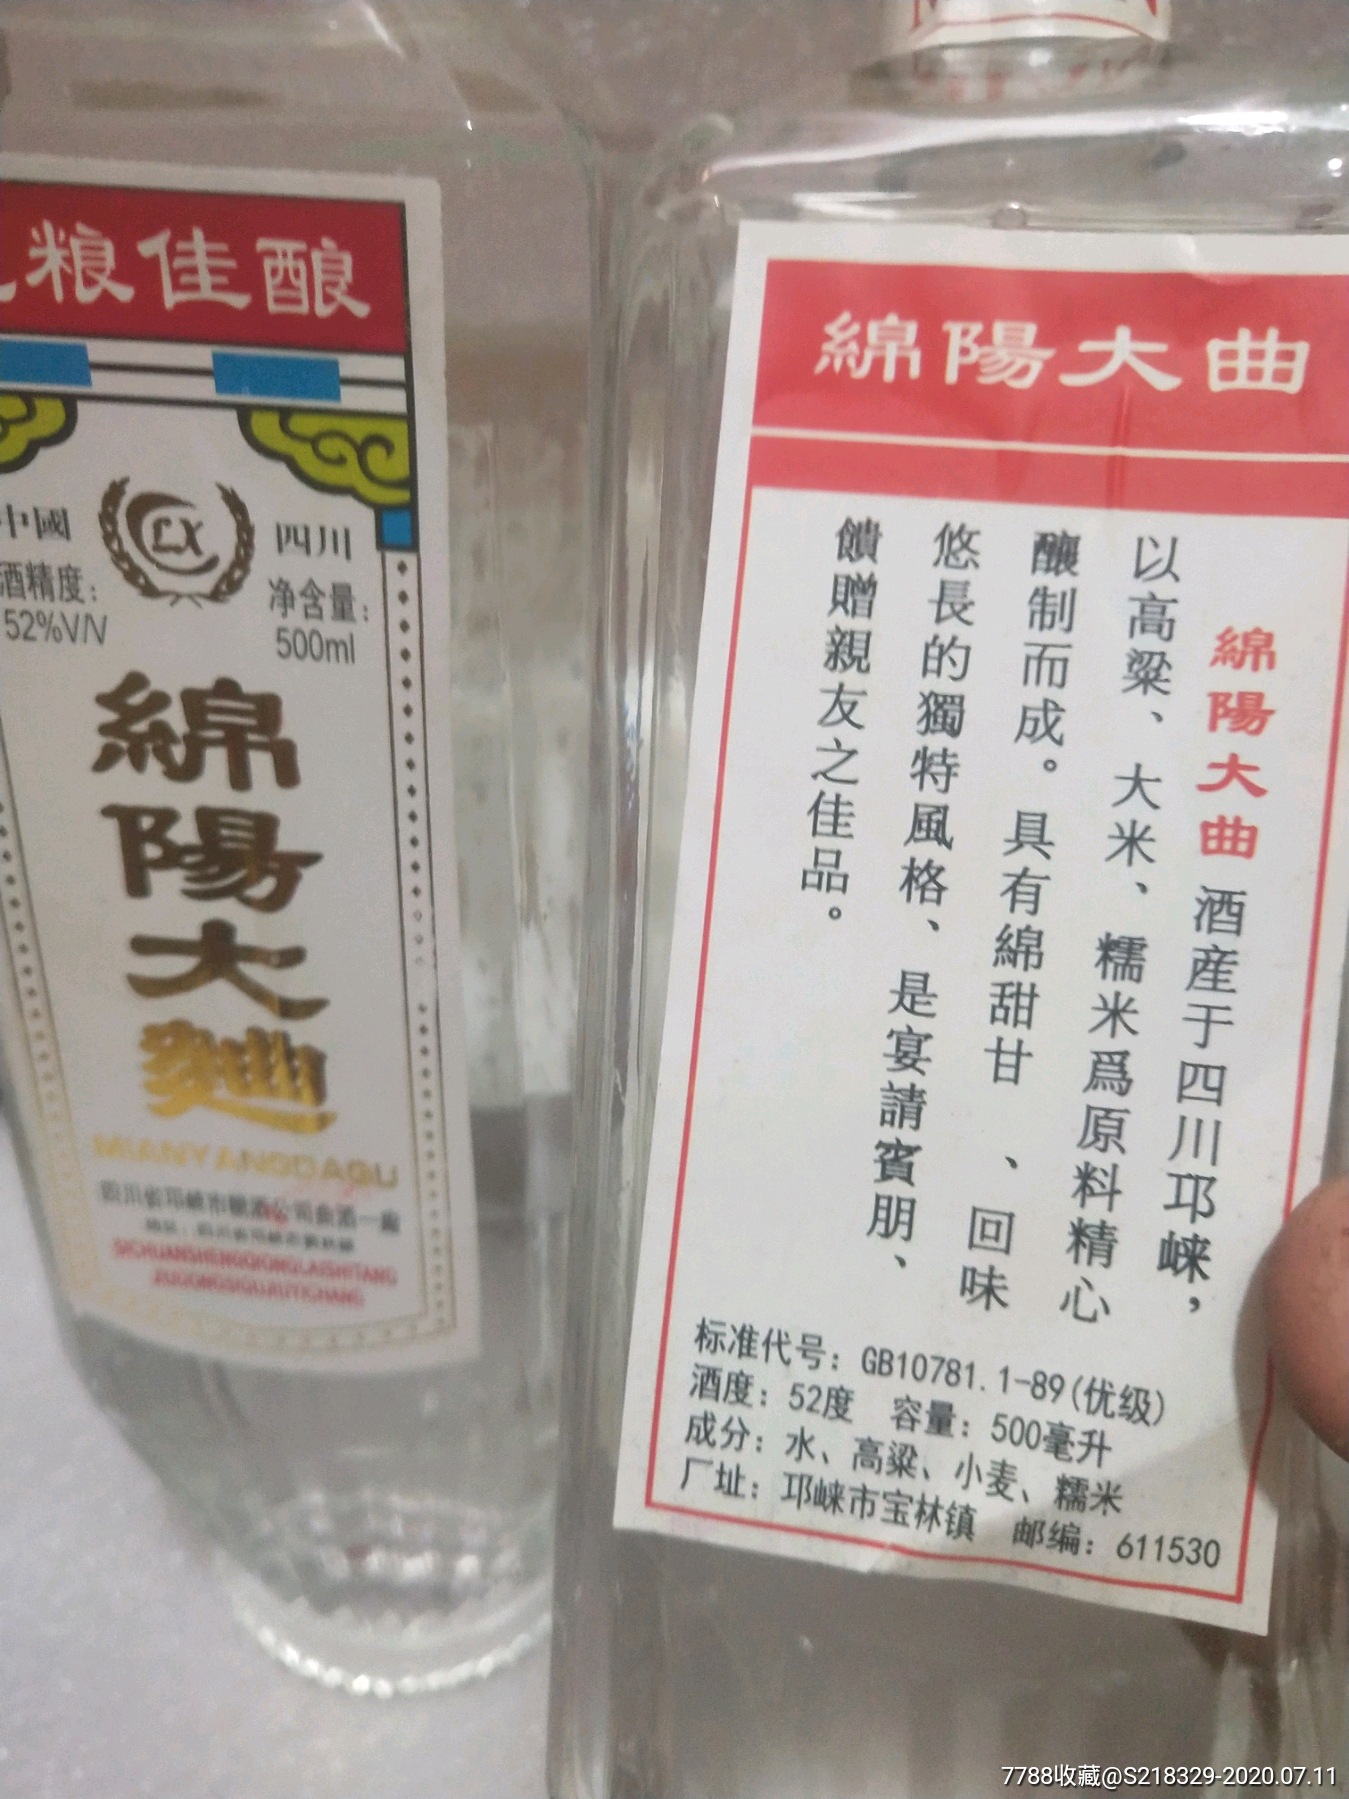 粮佳酿
中國
四川
酒精度：
52%V/V
净含量：
500ml
LX
綿陽大麯
MIANYANGDAQU
綿陽大曲
綿陽大曲酒産于四川邛崃，
以高粱、大米、糯米爲原料精心
釀制而成。具有綿甜甘、回味
悠長的獨特風格、是宴請賓朋、
饋贈親友之佳品。
标准代号：GB10781.1-89(优级)
酒度：52度 容量：500毫升
成分：水、高粱、小麦、糯米
厂址：邛崃市宝林镇 邮编：611530
7788收藏@S218329-2020.07.11